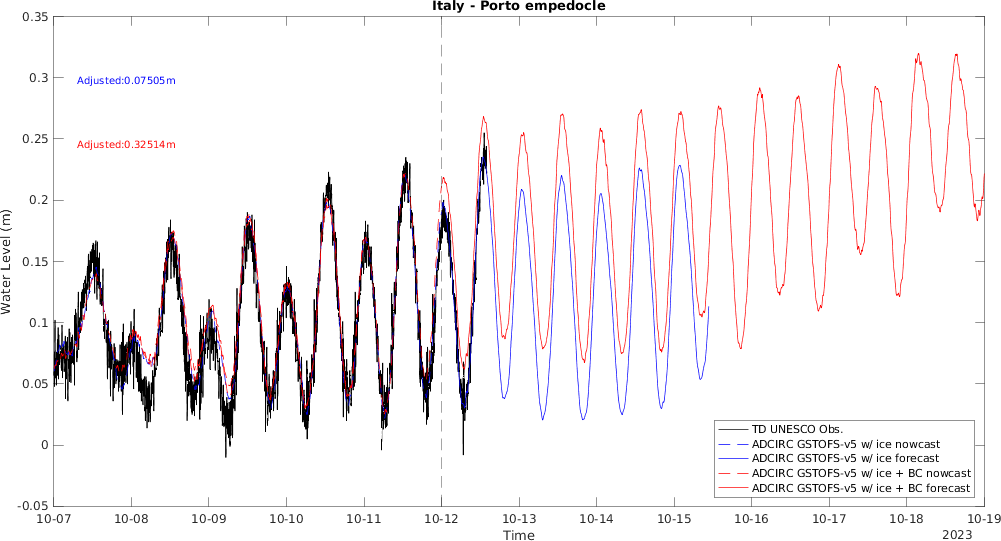 Italy - Porto empedocle
0.35
0.3
0.25
0.2
0.15
0.1
0.05
0
-0.05
Water Level (m)
Adjusted:0.07505m
Adjusted:0.32514m
TD UNESCO Obs.
ADCIRC GSTOFS-v5 w/ ice nowcast
ADCIRC GSTOFS-v5 w/ ice forecast
ADCIRC GSTOFS-v5 w/ ice + BC nowcast
ADCIRC GSTOFS-v5 w/ ice + BC forecast
10-07 10-08 10-09 10-10 10-11 10-12 10-13 10-14 10-15 10-16 10-17 10-18 10-19
Time
2023